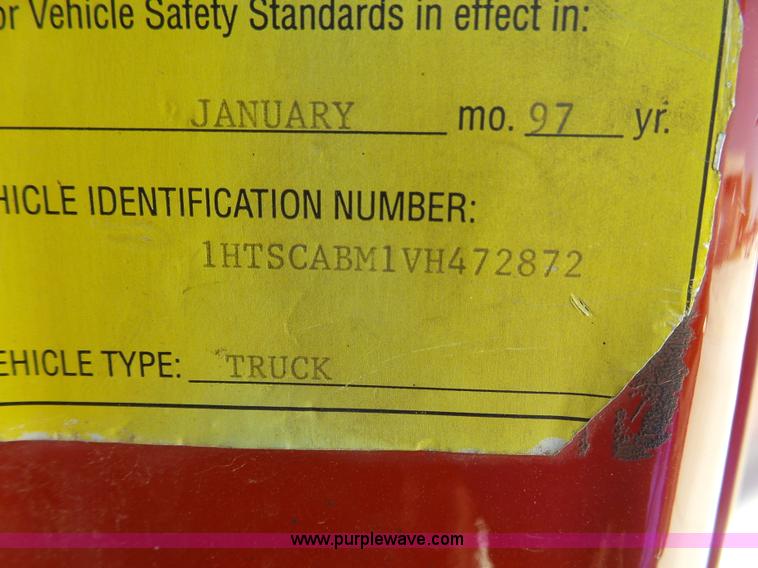 or Vehicle Safety Standards in effect in:
JANUARY mo. 97 yr.
HICLE IDENTIFICATION NUMBER:
1HTSCABM1VH472872
EHICLE TYPE: TRUCK
www.purplewave.com